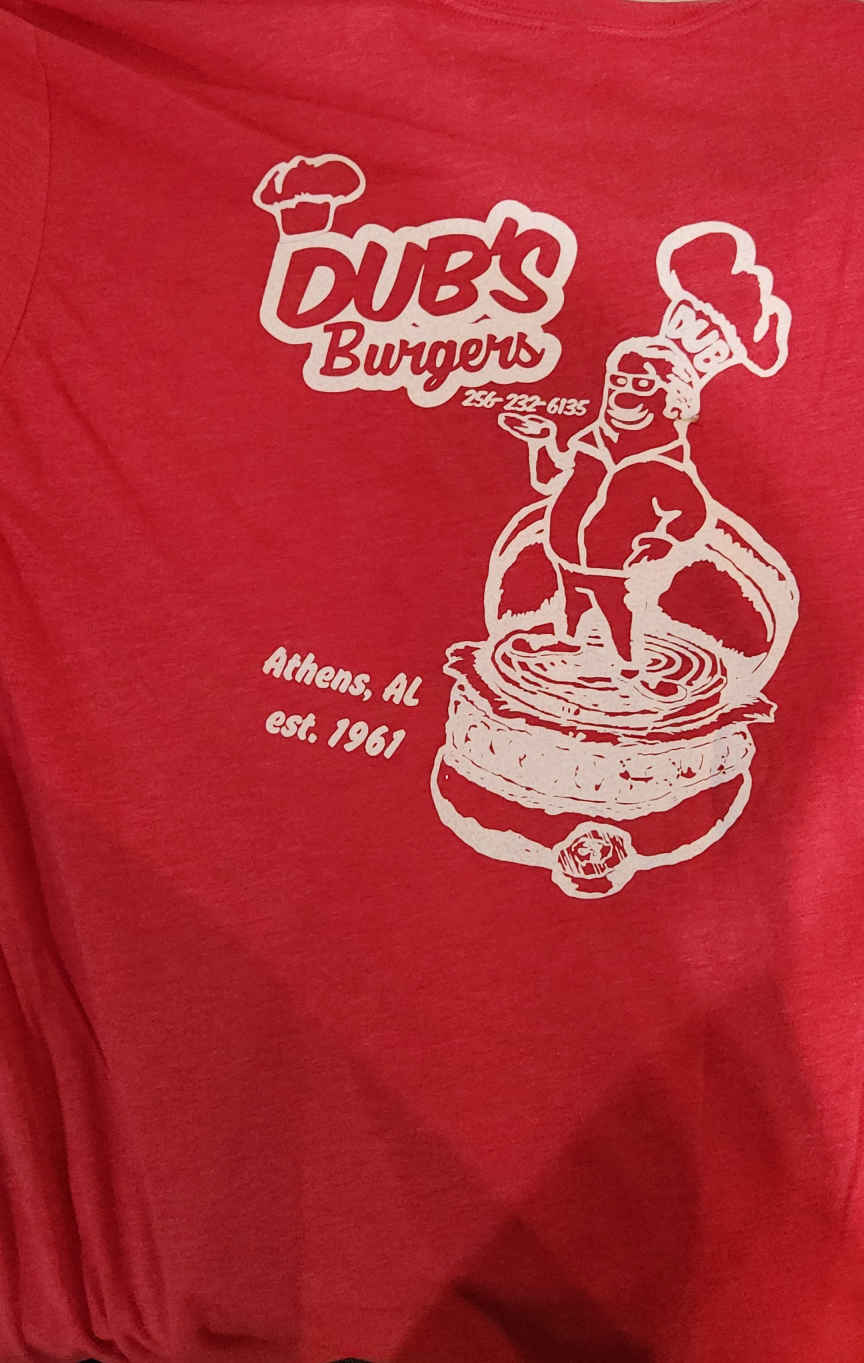 DUB'S
Burgers
256-232-6135
DUB
Athens, AL
est. 1961